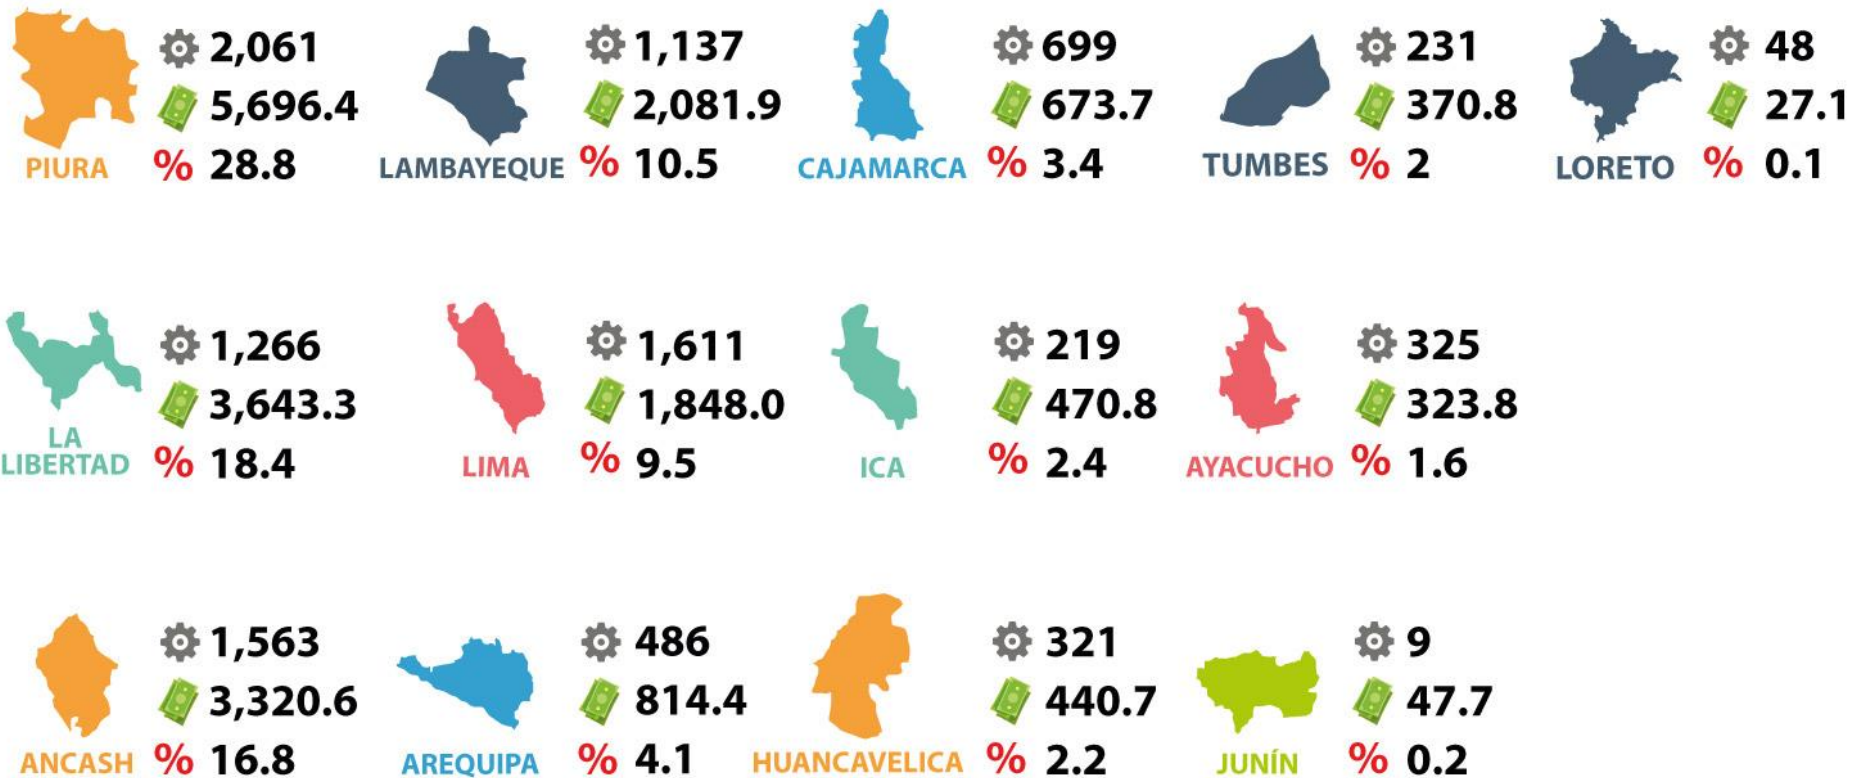 2,061
5,696.4
PIURA % 28.8
1,137
2,081.9
LAMBAYEQUE % 10.5
699
673.7
CAJAMARCA % 3.4
231
370.8
TUMBES % 2
48
27.1
LORETO % 0.1
1,266
3,643.3
LA
LIBERTAD % 18.4
1,611
1,848.0
LIMA % 9.5
219
470.8
ICA % 2.4
325
323.8
AYACUCHO % 1.6
1,563
3,320.6
ANCASH % 16.8
486
814.4
AREQUIPA % 4.1
321
440.7
HUANCAVELICA % 2.2
9
47.7
JUNÍN % 0.2